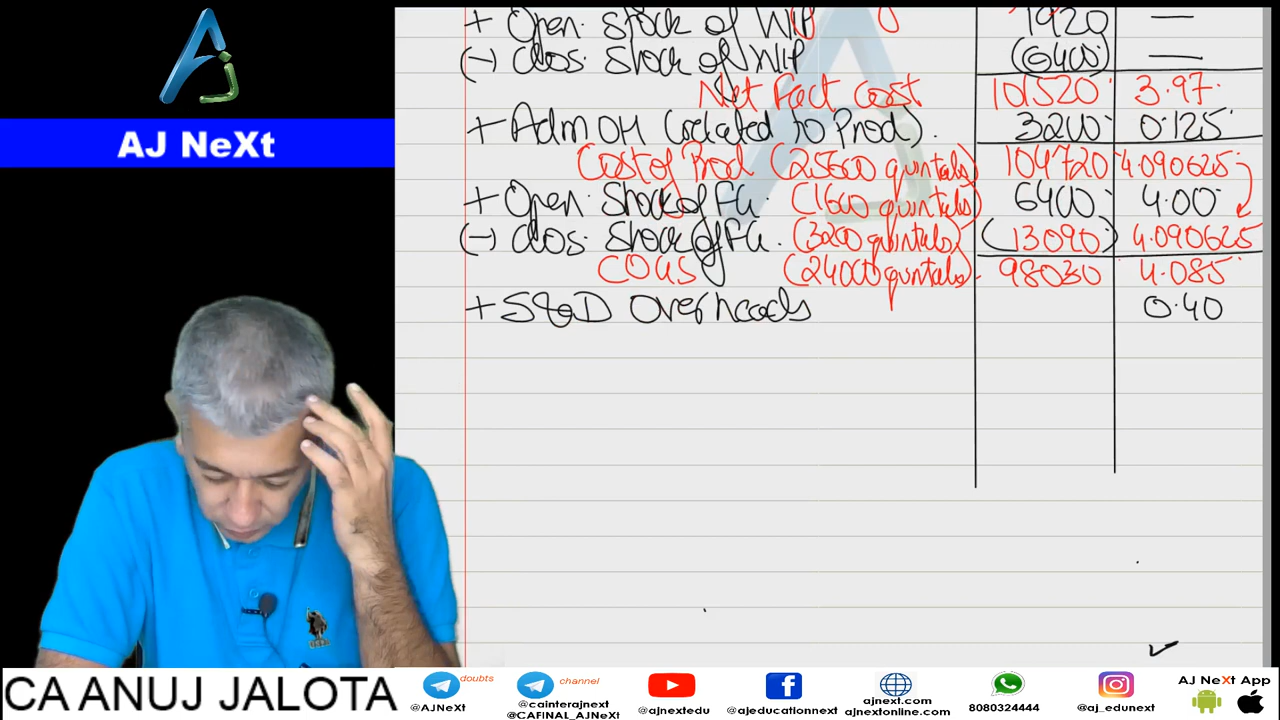 + Open. Stock of WIP 1920 —
(-) Clos. Stock of WIP (6400) —
Net Fact Cost 101520 3.97
+ Adm OH (related to Prod). 3200 0.125
Cost of Prod (25600 quintals) 104720 4.090625
+ Open. Stock of FG. (1600 quintals) 6400 4.00
(-) Clos. Stock of FG. (3200 quintals) (13090) 4.090625
COGS (24000 quintals). 98030 4.085
+ S&D Overheads 0.40
AJ NeXt
CA ANUJ JALOTA
doubts
@AJNeXt
channel
@cainterajnext
@CAFINAL_AJNeXt
@ajnextedu
@ajeducationnext
ajnext.com
ajnextonline.com
8080324444
@aj_edunext
AJ NeXt App